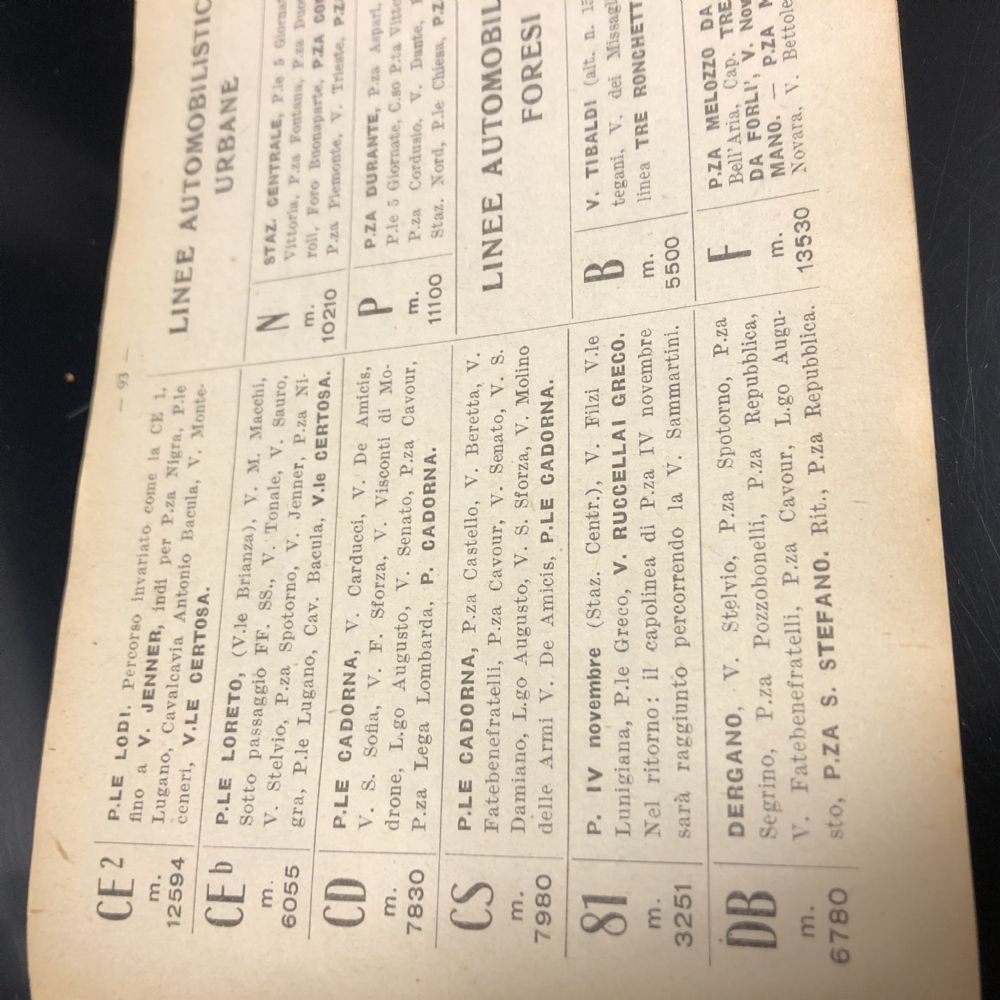 — 93 —
CE 2
m.
12594
P.LE LODI. Percorso invariato come la CE 1,
fino a V. JENNER, indi per P.za Nigra, P.le
Lugano, Cavalcavia Antonio Bacula, V. Monte-
ceneri, V.LE CERTOSA.
CE b
m.
6055
P.LE LORETO, (V.le Brianza), V. M. Macchi,
Sotto passaggio FF. SS., V. Tonale, V. Sauro,
V. Stelvio, P.za Spotorno, V. Jenner, P.za Ni-
gra, P.le Lugano, Cav. Bacula, V.le CERTOSA.
CD
m.
7830
P.LE CADORNA, V. Carducci, V. De Amicis,
V. S. Sofia, V. F. Sforza, V. Visconti di Mo-
drone, L.go Augusto, V. Senato, P.za Cavour,
P.za Lega Lombarda, P. CADORNA.
CS
m.
7980
P.LE CADORNA, P.za Castello, V. Beretta, V.
Fatebenefratelli, P.za Cavour, V. Senato, V. S.
Damiano, L.go Augusto, V. S. Sforza, V. Molino
delle Armi V. De Amicis, P.LE CADORNA.
81
m.
3251
P. IV novembre (Staz. Centr.), V. Filzi V.le
Lunigiana, P.le Greco, V. RUCCELLAI GRECO.
Nel ritorno: il capolinea di P.za IV novembre
sarà raggiunto percorrendo la V. Sammartini.
DB
m.
6780
DERGANO, V. Stelvio, P.za Spotorno, P.za
Segrino, P.za Pozzobonelli, P.za Repubblica,
V. Fatebenefratelli, P.za Cavour, L.go Augu-
sto, P.ZA S. STEFANO. Rit., P.za Repubblica.
LINEE AUTOMOBILISTIC
URBANE
N
m.
10210
STAZ. CENTRALE, P.le 5 Giornat
Vittoria, P.za Fontana, P.za Duo
roli, Foro Buonaparte, P.ZA CO
P.za Piemonte, V. Trieste, P.Z
P
m.
11100
P.ZA DURANTE, P.za Aspari,
P.le 5 Giornate, C.so P.ta Vitto
P.za Cordusio, V. Dante,
Staz. Nord, P.le Chiesa, P.Z
LINEE AUTOMOBIL
FORESI
B
m.
5500
V. TIBALDI (alt. n. 15
tegani, V. dei Missagl
linea TRE RONCHETT
F
m.
13530
P.ZA MELOZZO DA
Bell'Aria, Cap. TRE
DA FORLI', V. Nov
MANO. — P.ZA M
Novara, V. Bettole